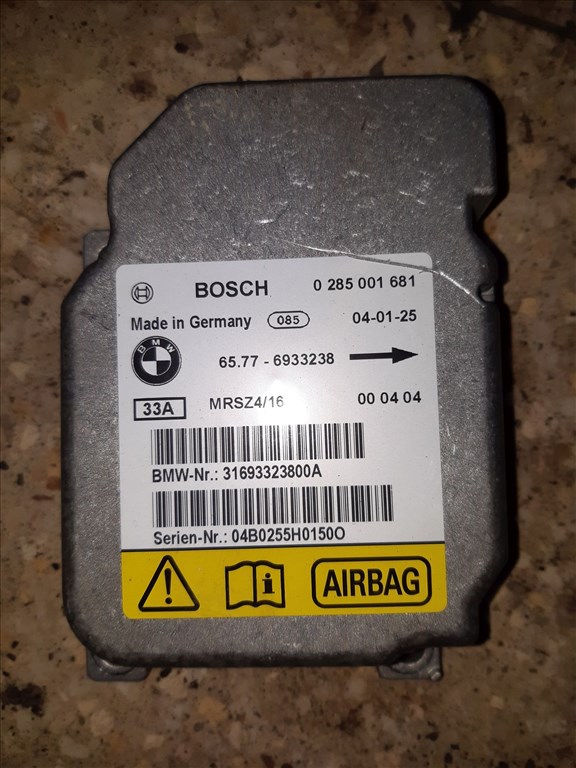 BOSCH 0 285 001 681
Made in Germany 085 04-01-25
BMW
65.77 - 6933238
33A MRSZ4/16 00 04 04
BMW-Nr.: 31693323800A
Serien-Nr.: 04B0255H0150O
AIRBAG